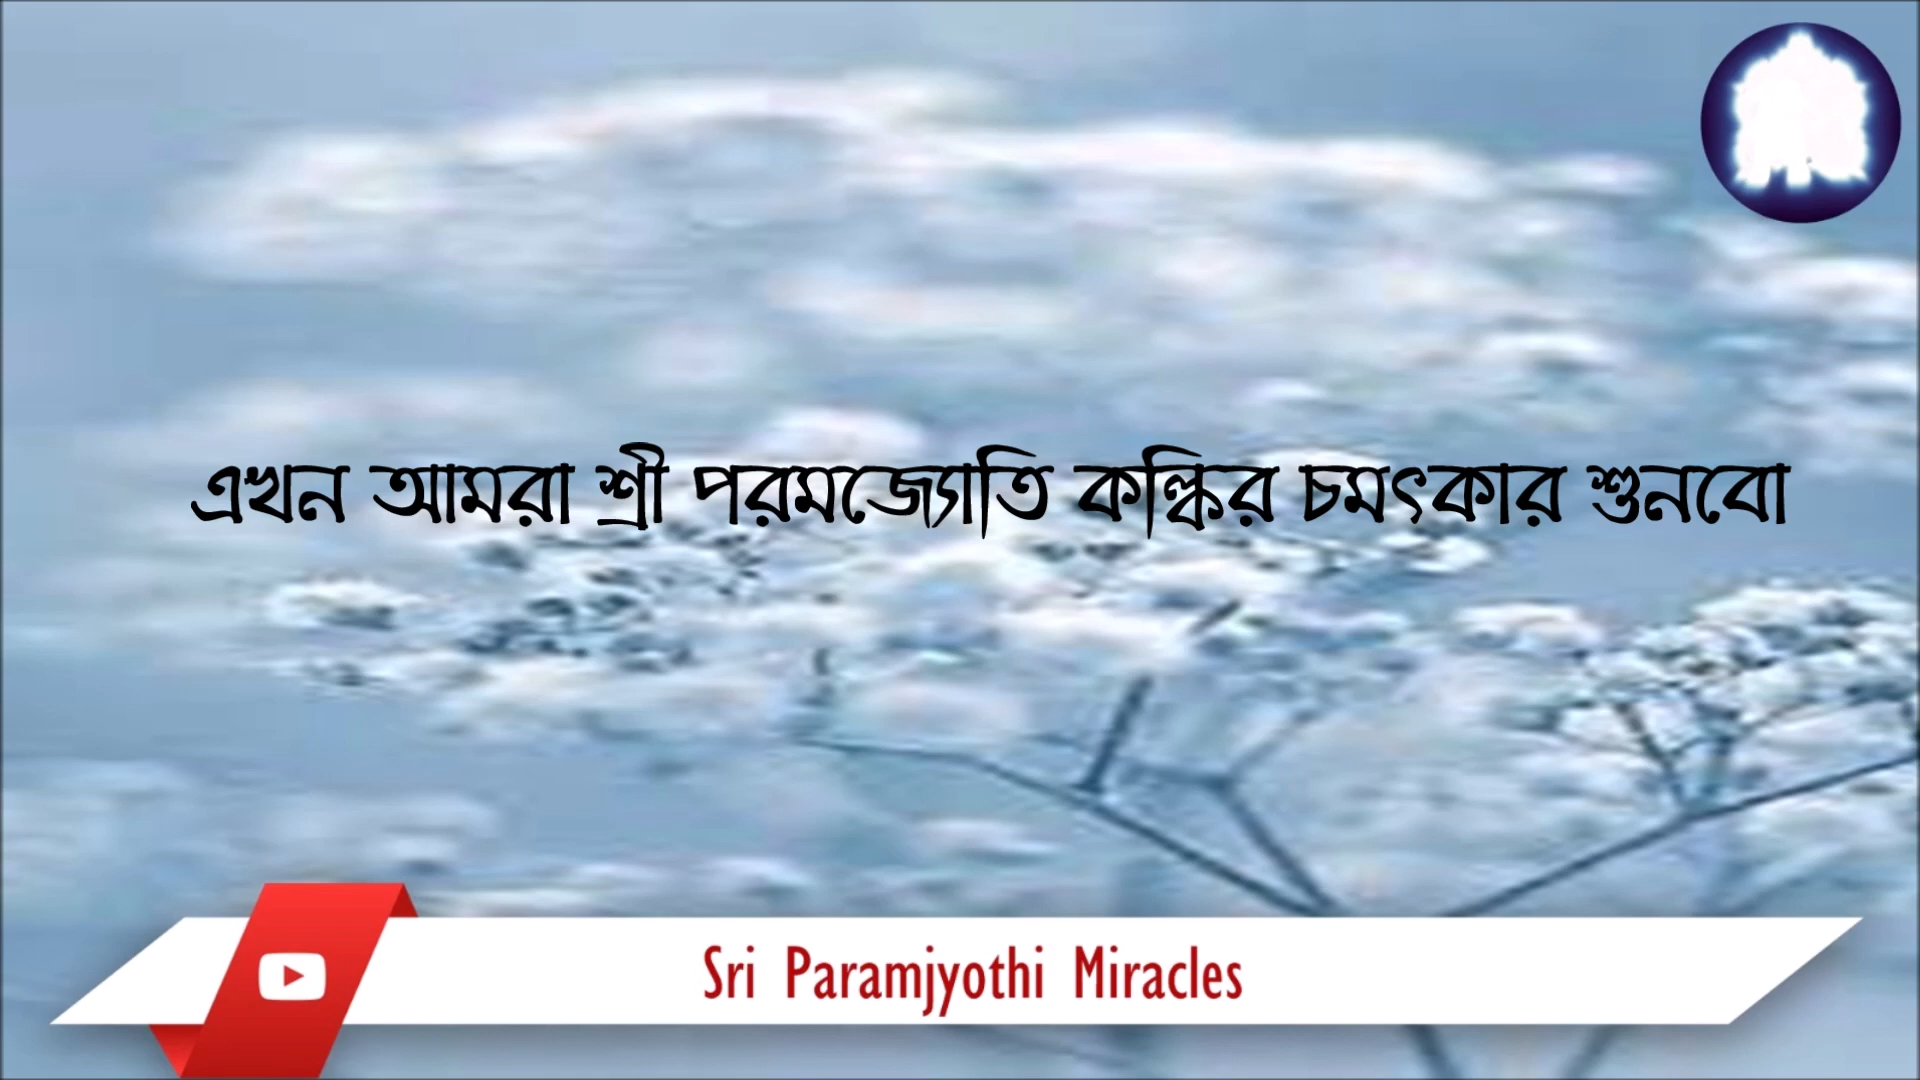 এখন আমরা শ্রী পরমজ্যোতি কল্কির চমৎকার শুনবো
Sri Paramjyothi Miracles